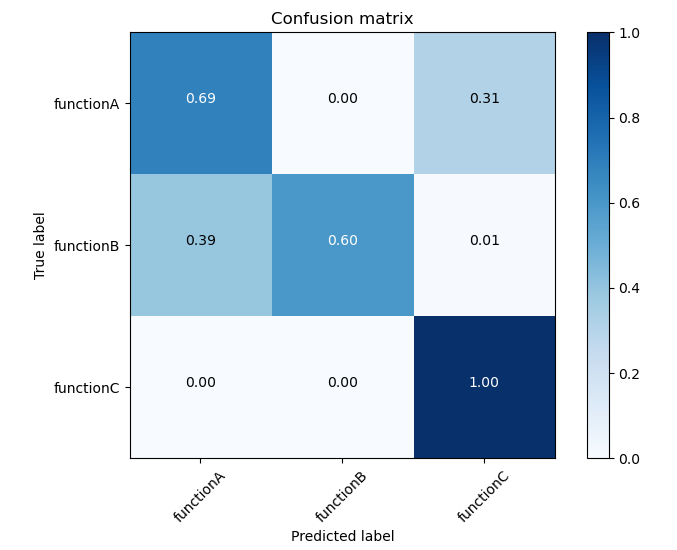 Confusion matrix
True label
functionA
0.69 0.00 0.31
functionB
0.39 0.60 0.01
functionC
0.00 0.00 1.00
functionA functionB functionC
Predicted label
1.0
0.8
0.6
0.4
0.2
0.0